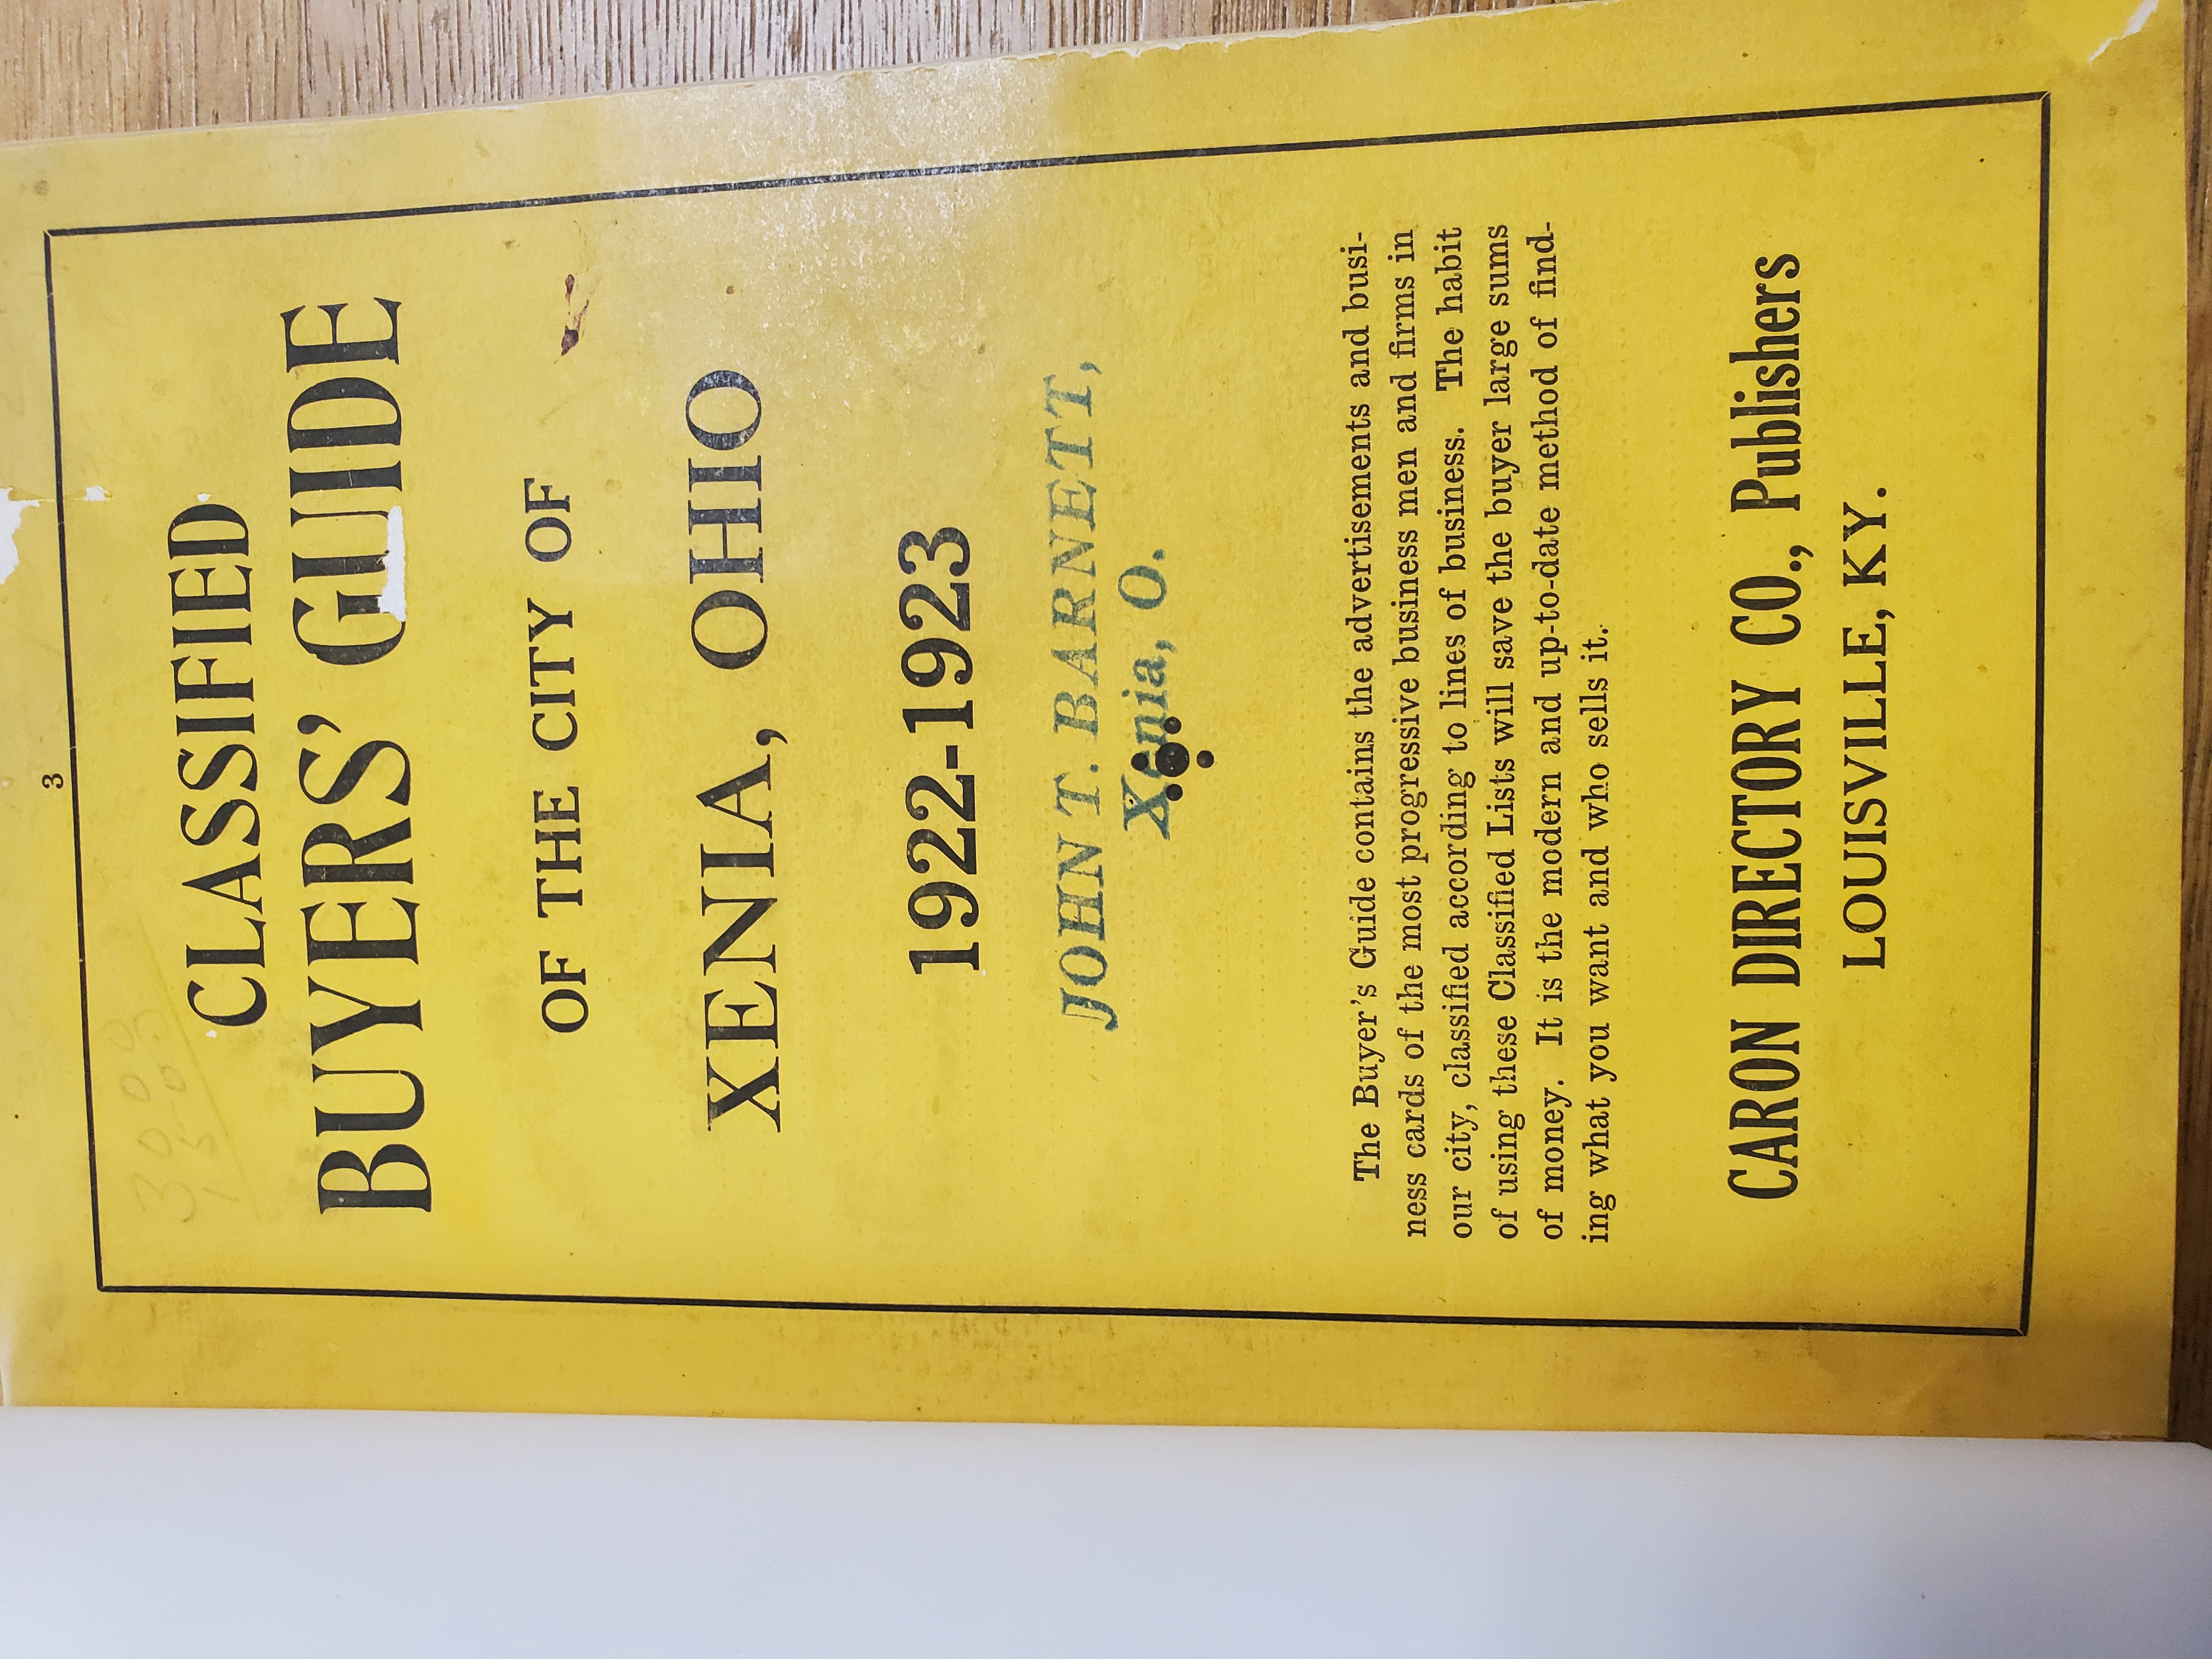 3
3000
CLASSIFIED
BUYERS' GUIDE
OF THE CITY OF
XENIA, OHIO
1922-1923
JOHN T. BARNETT,
Xenia, O.
The Buyer's Guide contains the advertisements and busi-
ness cards of the most progressive business men and firms in
our city, classified according to lines of business. The habit
of using these Classified Lists will save the buyer large sums
of money. It is the modern and up-to-date method of find-
ing what you want and who sells it.
CARON DIRECTORY CO., Publishers
LOUISVILLE, KY.